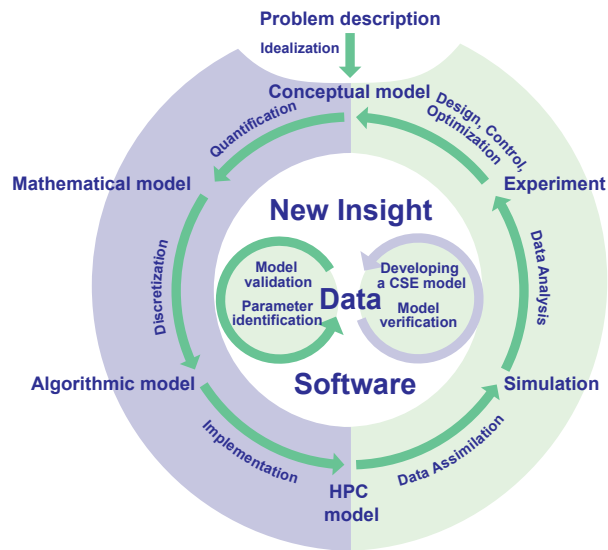 Problem description
Idealization
Conceptual model
Quantification
Design, Control,
Optimization
Mathematical model
Experiment
New Insight
Model
validation
Parameter
identification
Data
Developing
a CSE model
Model
verification
Discretization
Data Analysis
Software
Algorithmic model
Simulation
Implementation
Data Assimilation
HPC
model